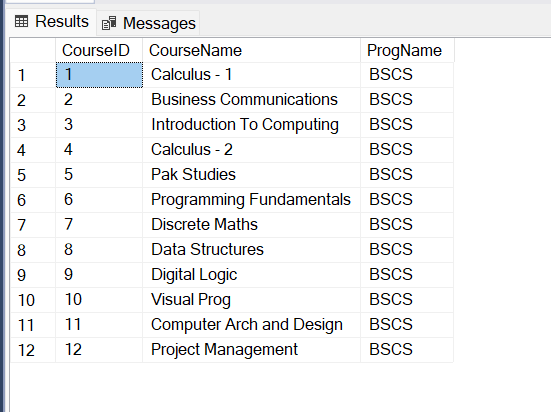 Results Messages
CourseID CourseName ProgName
1 1 Calculus - 1 BSCS
2 2 Business Communications BSCS
3 3 Introduction To Computing BSCS
4 4 Calculus - 2 BSCS
5 5 Pak Studies BSCS
6 6 Programming Fundamentals BSCS
7 7 Discrete Maths BSCS
8 8 Data Structures BSCS
9 9 Digital Logic BSCS
10 10 Visual Prog BSCS
11 11 Computer Arch and Design BSCS
12 12 Project Management BSCS